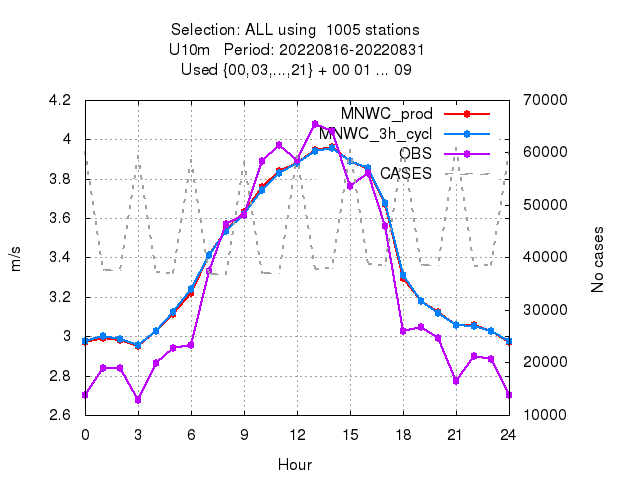 Selection: ALL using  1005 stations
U10m   Period: 20220816-20220831
Used {00,03,...,21} + 00 01 ... 09
4.2
4
3.8
3.6
3.4
3.2
3
2.8
2.6
m/s
MNWC_prod
MNWC_3h_cycl
OBS
CASES
70000
60000
50000
40000
30000
20000
10000
No cases
0 3 6 9 12 15 18 21 24
Hour